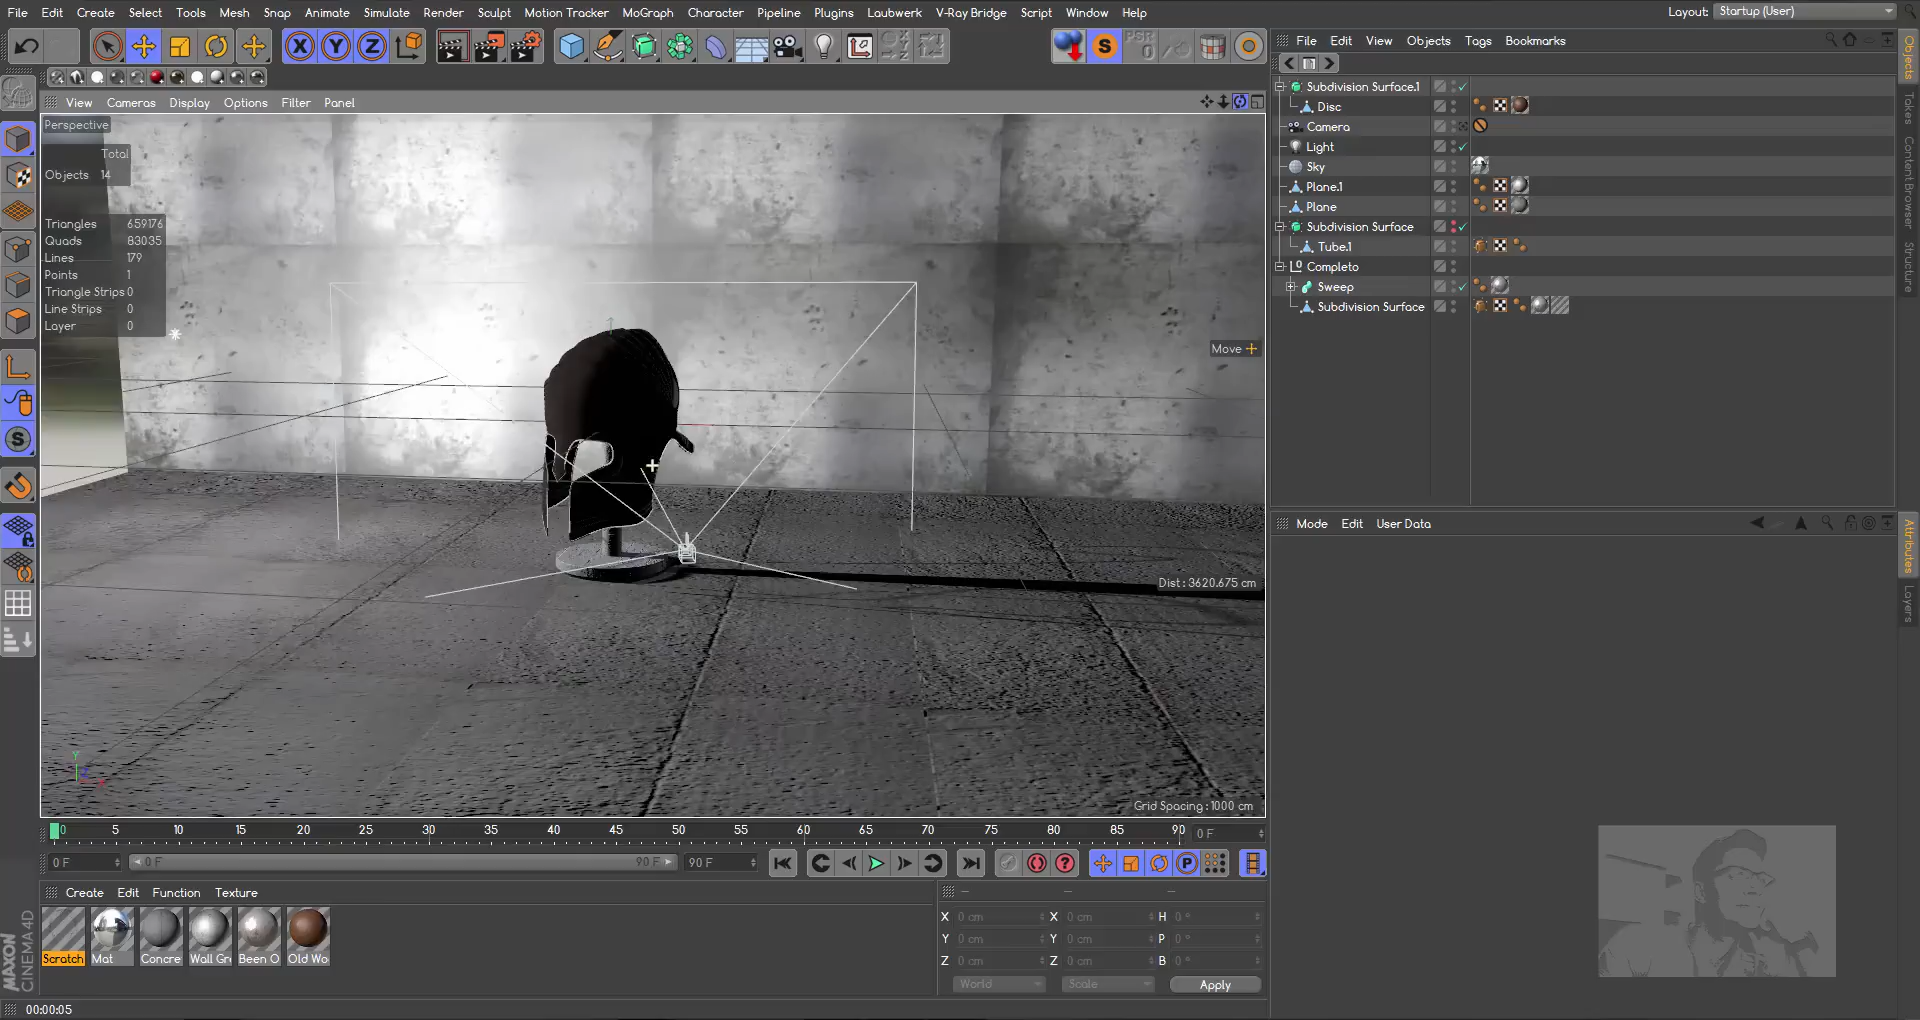 File Edit Create Select Tools Mesh Snap Animate Simulate Render Sculpt Motion Tracker MoGraph Character Pipeline Plugins Laubwerk V-Ray Bridge Script Window Help
Layout: Startup (User)
File Edit View Objects Tags Bookmarks
View Cameras Display Options Filter Panel
Perspective
Total
Objects 14
Triangles 659176
Quads 83035
Lines 179
Points 1
Triangle Strips 0
Line Strips 0
Layer 0
Move
Dist : 3620.675 cm
Grid Spacing : 1000 cm
Subdivision Surface.1
Disc
Camera
Light
Sky
Plane.1
Plane
Subdivision Surface
Tube.1
Completo
Sweep
Subdivision Surface
Objects
Takes
Content Browser
Structure
Mode Edit User Data
Attributes
Layers
0 5 10 15 20 25 30 35 40 45 50 55 60 65 70 75 80 85 90 0 F
0 F 0 F 90 F 90 F
Create Edit Function Texture
Scratch Mat Concre Wall Gre Been O Old Wo
X 0 cm X 0 cm H 0 °
Y 0 cm Y 0 cm P 0 °
Z 0 cm Z 0 cm B 0 °
World Scale Apply
MAXON
CINEMA4D
00:00:05